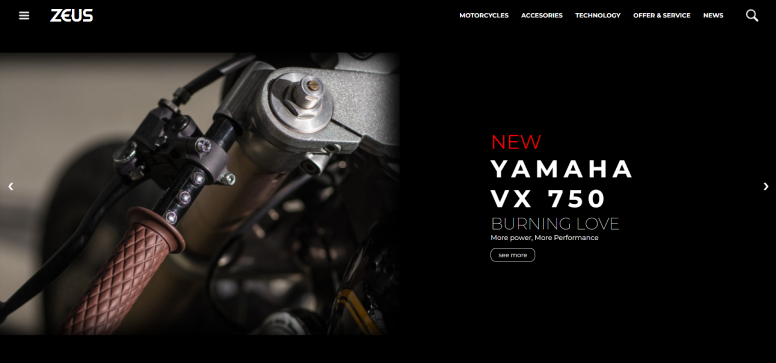 ZEUS
MOTORCYCLES ACCESORIES TECHNOLOGY OFFER & SERVICE NEWS
NEW
YAMAHA
VX 750
BURNING LOVE
More power, More Performance
see more